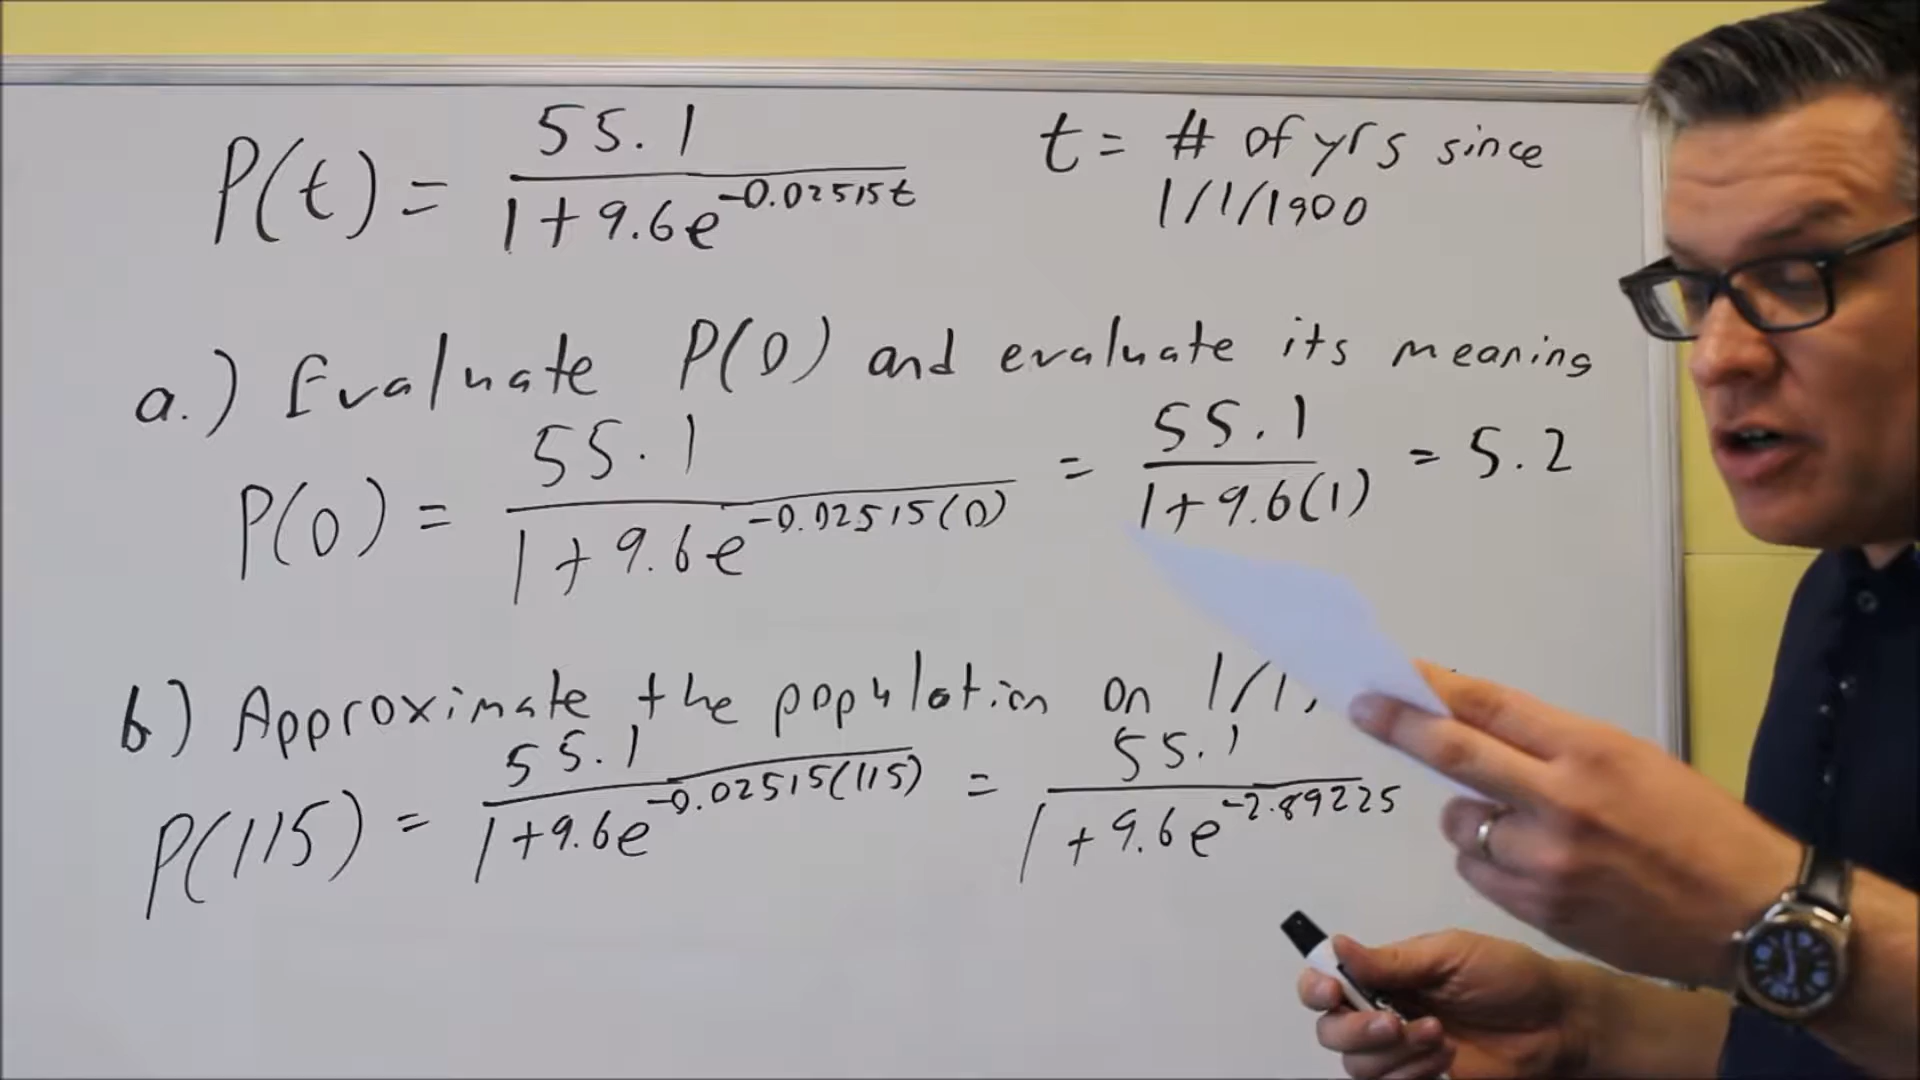 P(t) = 55.1 / 1+9.6e^-0.02515t
t = # of yrs since
1/1/1900
a.) Evaluate P(0) and evaluate its meaning
P(0) = 55.1 / 1+9.6e^-0.02515(0) = 55.1 / 1+9.6(1) = 5.2
b) Approximate the population on 1/1
P(115) = 55.1 / 1+9.6e^-0.02515(115) = 55.1 / 1+9.6e^-2.89225